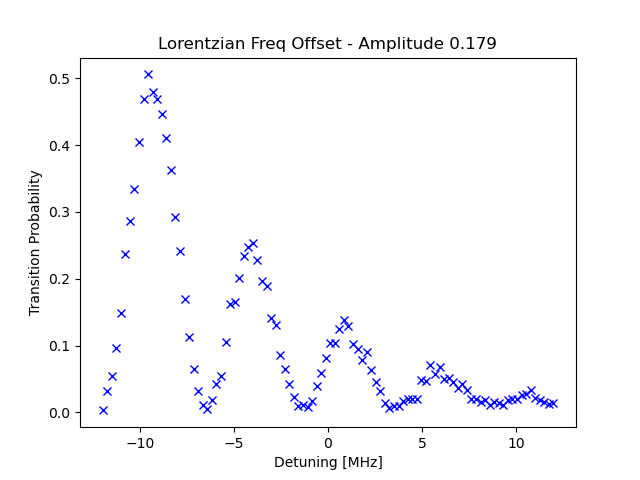 Lorentzian Freq Offset - Amplitude 0.179
Transition Probability
0.5
0.4
0.3
0.2
0.1
0.0
−10 −5 0 5 10
Detuning [MHz]